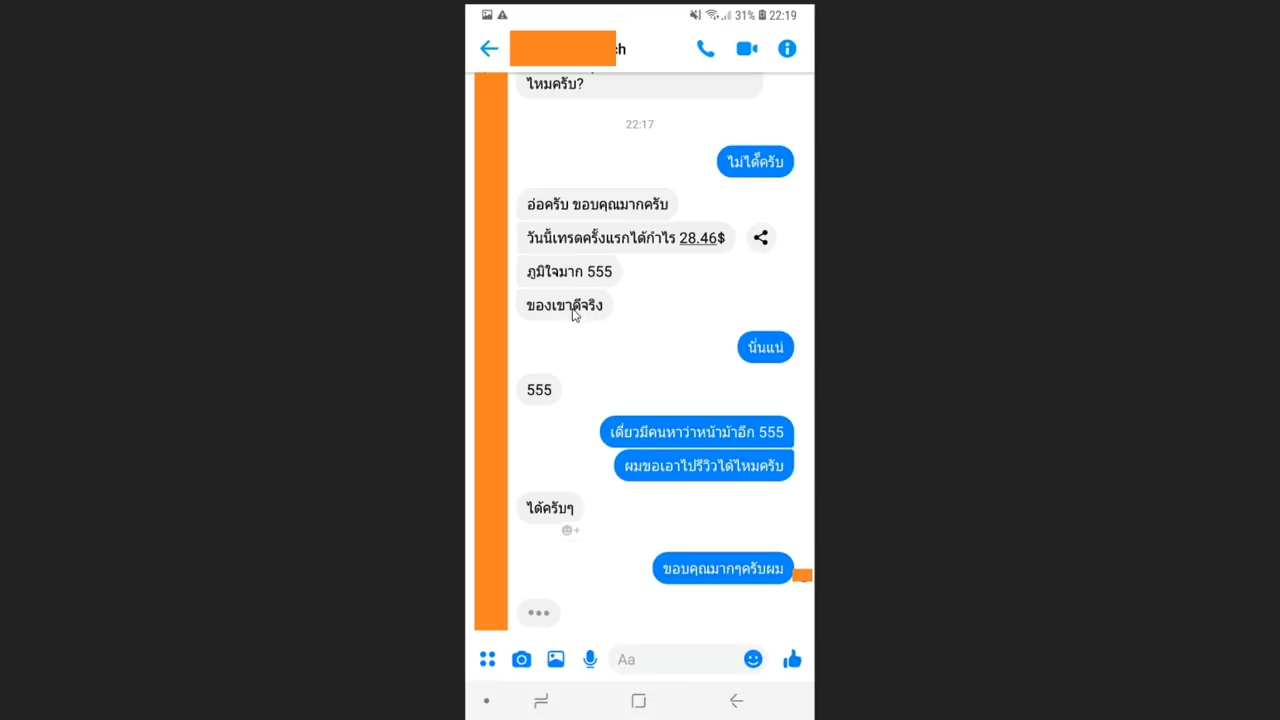 31% 22:19
ch
ไหมครับ?
22:17
ไม่ได้ครับ
อ่อครับ ขอบคุณมากครับ
วันนี้เทรดครั้งแรกได้กำไร 28.46$
ภูมิใจมาก 555
ของเขาดีจริง
นั่นแน่
555
เดี่ยวมีคนหาว่าหน้าม้าอีก 555
ผมขอเอาไปรีวิวได้ไหมครับ
ได้ครับๆ
ขอบคุณมากๆครับผม
Aa